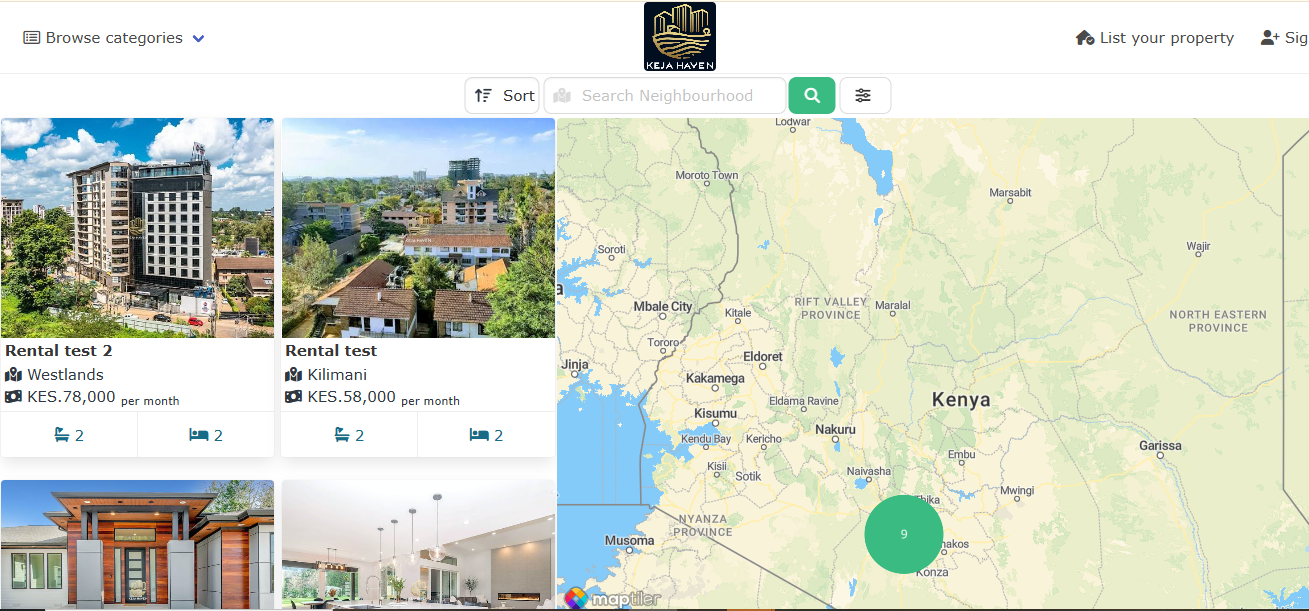 Browse categories
KEJA HAVEN
List your property
Sig
Sort
Search Neighbourhood
Rental test 2
Westlands
KES.78,000 per month
2
2
Rental test
Kilimani
KES.58,000 per month
2
2
Lodwar
Moroto Town
Marsabit
Soroti
Wajir
Mbale City
Kitale
RIFT VALLEY
PROVINCE
Maralal
NORTH EASTERN
PROVINCE
Tororo
Eldoret
Jinja
Kakamega
Eldama Ravine
Kenya
Kisumu
Nakuru
Kendu Bay
Kericho
Garissa
Embu
Kisii
Sotik
Naivasha
Mwingi
hika
NYANZA
PROVINCE
9
Musoma
hakos
Konza
maptiler